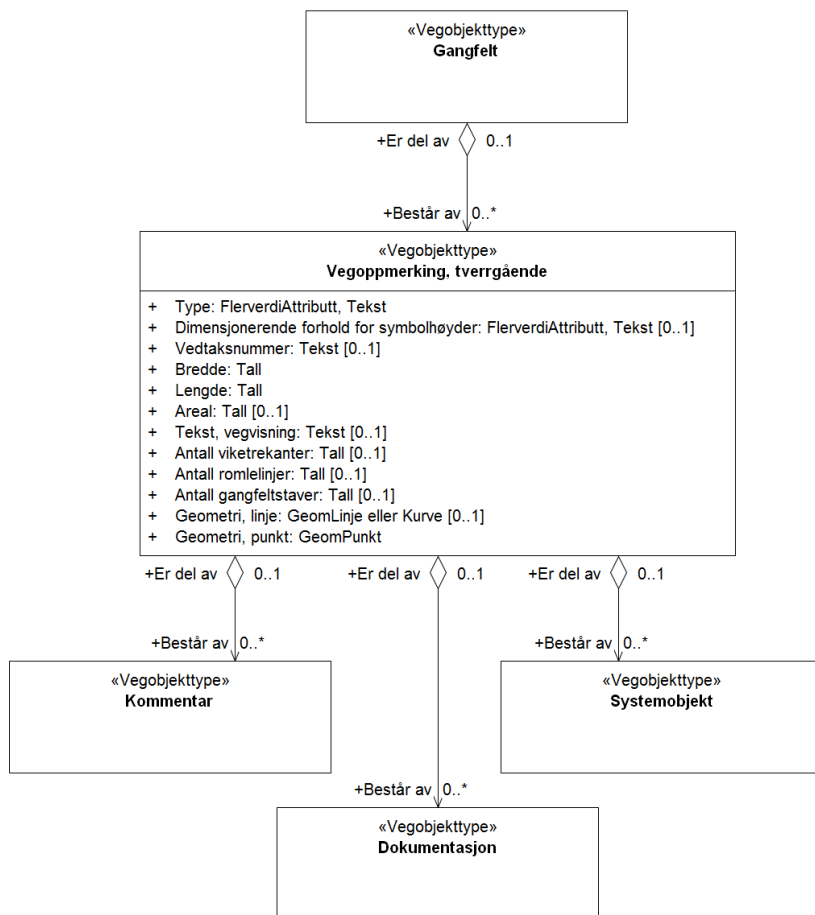 «Vegobjekttype»
Gangfelt
+Er del av 0..1
+Består av 0..*
«Vegobjekttype»
Vegoppmerking, tverrgående
+ Type: FlerverdiAttributt, Tekst
+ Dimensjonerende forhold for symbolhøyder: FlerverdiAttributt, Tekst [0..1]
+ Vedtaksnummer: Tekst [0..1]
+ Bredde: Tall
+ Lengde: Tall
+ Areal: Tall [0..1]
+ Tekst, vegvisning: Tekst [0..1]
+ Antall viketrekanter: Tall [0..1]
+ Antall romlelinjer: Tall [0..1]
+ Antall gangfeltstaver: Tall [0..1]
+ Geometri, linje: GeomLinje eller Kurve [0..1]
+ Geometri, punkt: GeomPunkt
+Er del av 0..1 +Er del av 0..1 +Er del av 0..1
+Består av 0..* +Består av 0..*
«Vegobjekttype» «Vegobjekttype»
Kommentar Systemobjekt
+Består av 0..*
«Vegobjekttype»
Dokumentasjon